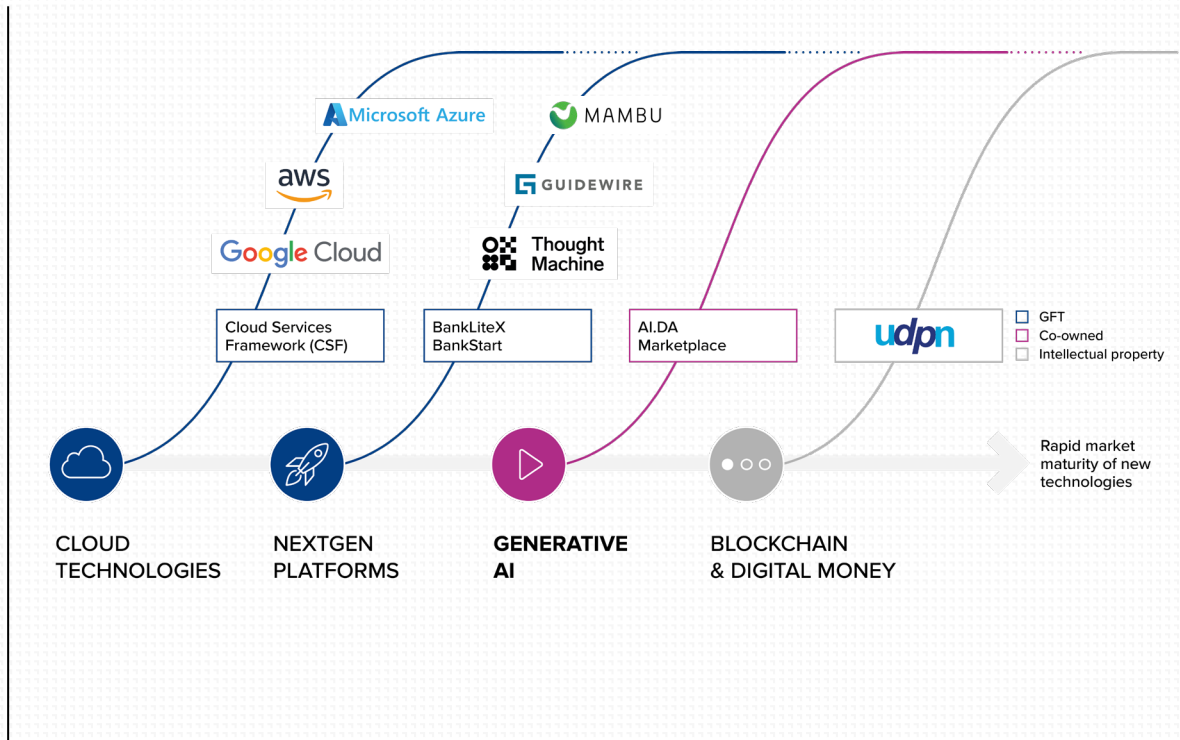 Microsoft Azure
MAMBU
aws
GUIDEWIRE
Google Cloud
Thought
Machine
Cloud Services
Framework (CSF)
BankLiteX
BankStart
AI.DA
Marketplace
udpn
GFT
Co-owned
Intellectual property
Rapid market
maturity of new
technologies
CLOUD
TECHNOLOGIES
NEXTGEN
PLATFORMS
GENERATIVE
AI
BLOCKCHAIN
& DIGITAL MONEY